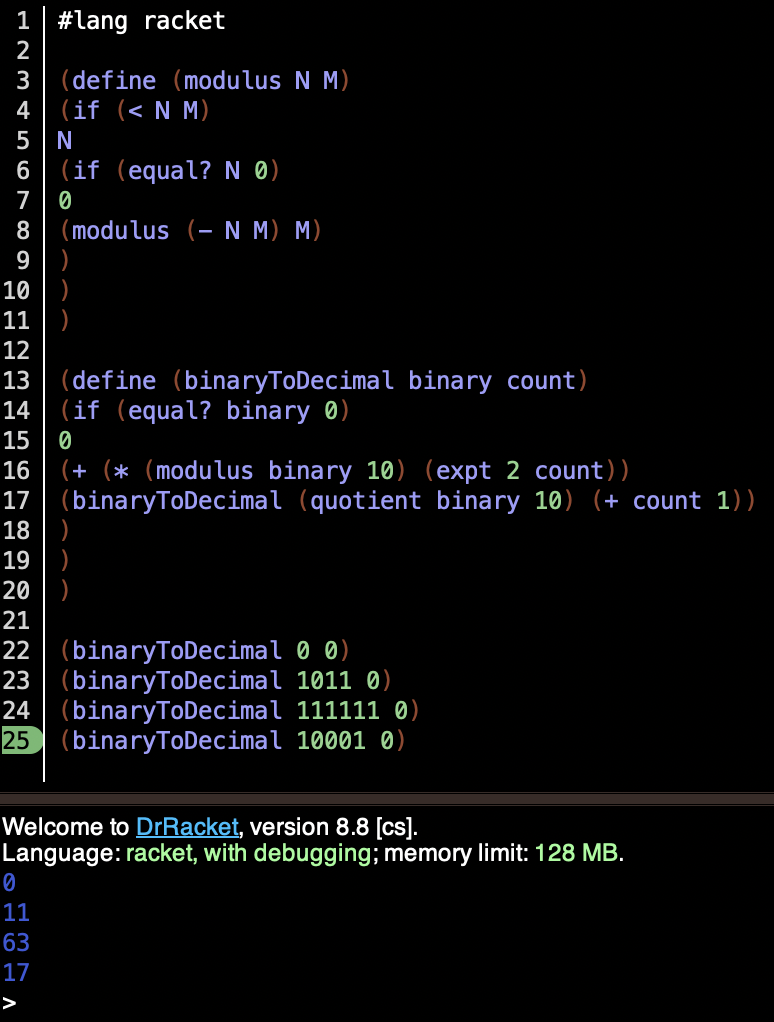 1 #lang racket
2
3 (define (modulus N M)
4 (if (< N M)
5 N
6 (if (equal? N 0)
7 0
8 (modulus (- N M) M)
9 )
10 )
11 )
12
13 (define (binaryToDecimal binary count)
14 (if (equal? binary 0)
15 0
16 (+ (* (modulus binary 10) (expt 2 count))
17 (binaryToDecimal (quotient binary 10) (+ count 1))
18 )
19 )
20 )
21
22 (binaryToDecimal 0 0)
23 (binaryToDecimal 1011 0)
24 (binaryToDecimal 111111 0)
25 (binaryToDecimal 10001 0)
Welcome to DrRacket, version 8.8 [cs].
Language: racket, with debugging; memory limit: 128 MB.
0
11
63
17
>